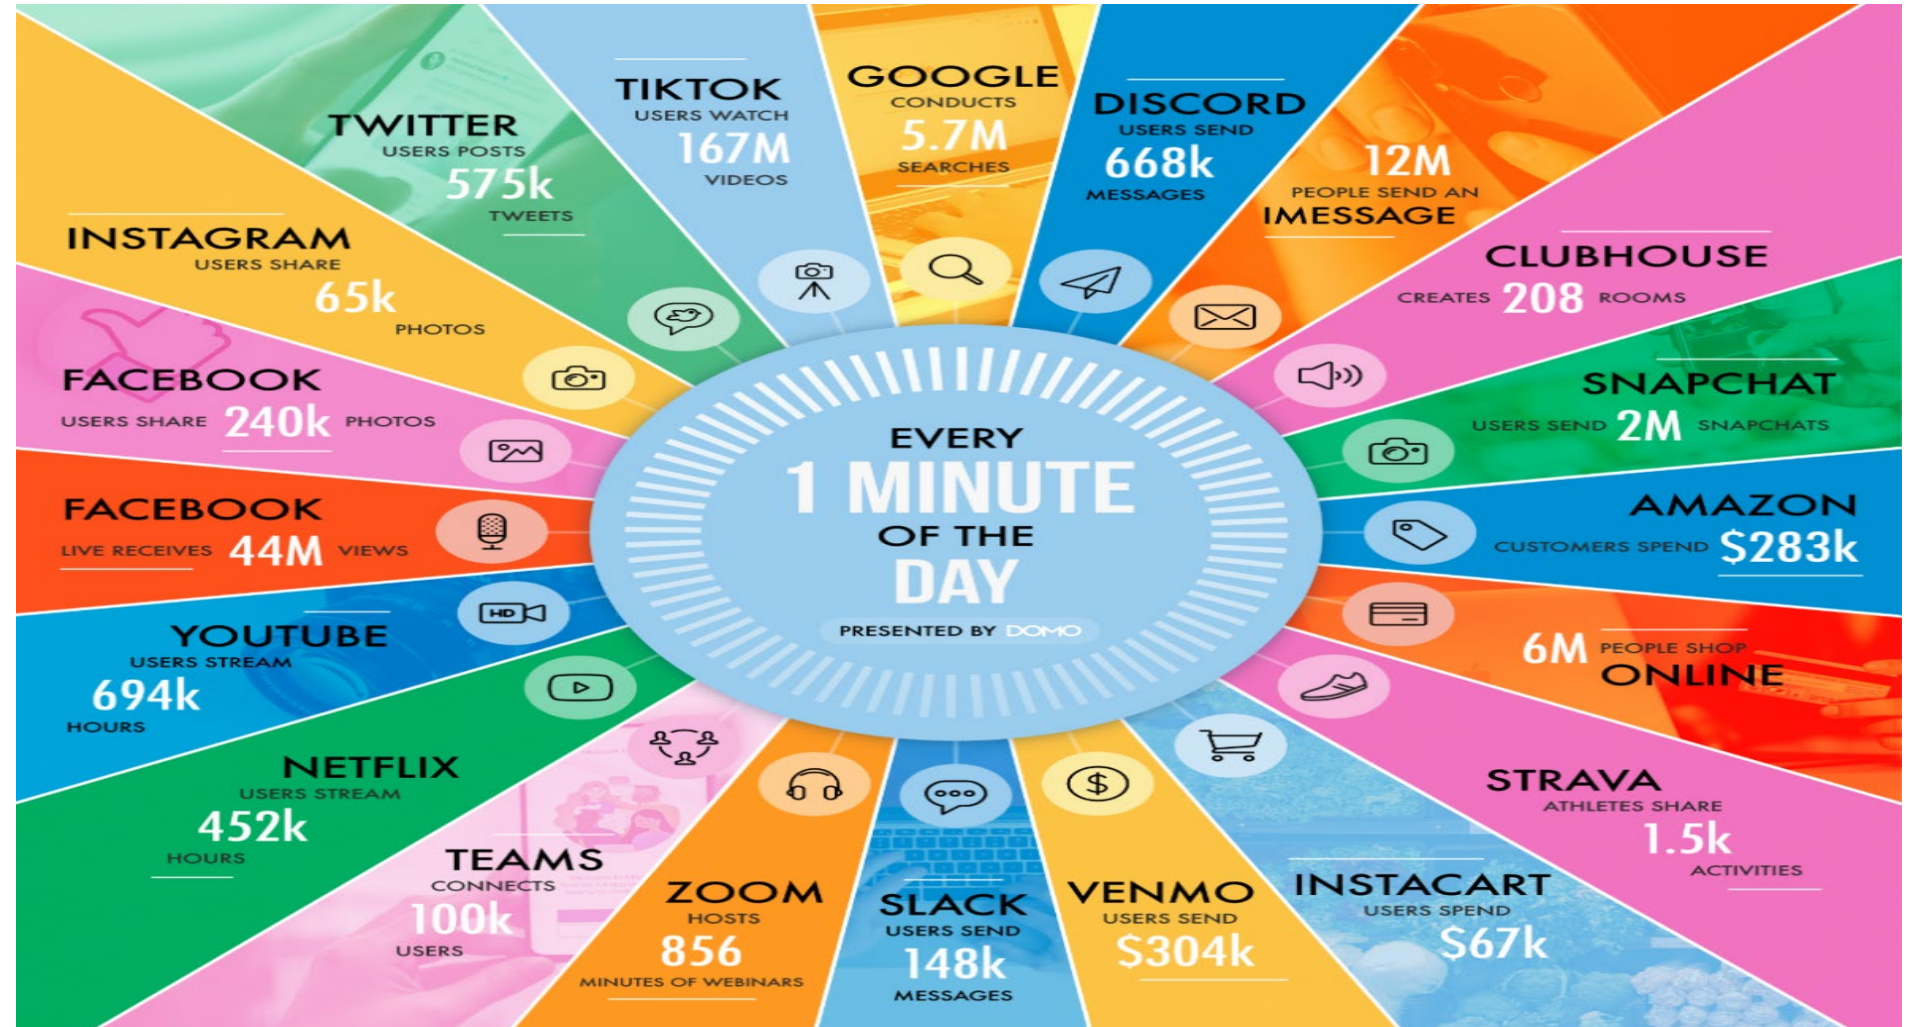 EVERY
1 MINUTE
OF THE
DAY
PRESENTED BY DOMO
GOOGLE
CONDUCTS
5.7M
SEARCHES
DISCORD
USERS SEND
668k
MESSAGES
12M
PEOPLE SEND AN
IMESSAGE
CLUBHOUSE
CREATES 208 ROOMS
SNAPCHAT
USERS SEND 2M SNAPCHATS
AMAZON
CUSTOMERS SPEND $283k
6M PEOPLE SHOP
ONLINE
STRAVA
ATHLETES SHARE
1.5k
ACTIVITIES
INSTACART
USERS SPEND
$67k
VENMO
USERS SEND
$304k
SLACK
USERS SEND
148k
MESSAGES
ZOOM
HOSTS
856
MINUTES OF WEBINARS
TEAMS
CONNECTS
100k
USERS
NETFLIX
USERS STREAM
452k
HOURS
YOUTUBE
USERS STREAM
694k
HOURS
HD
FACEBOOK
LIVE RECEIVES 44M VIEWS
FACEBOOK
USERS SHARE 240k PHOTOS
INSTAGRAM
USERS SHARE
65k
PHOTOS
TWITTER
USERS POSTS
575k
TWEETS
TIKTOK
USERS WATCH
167M
VIDEOS